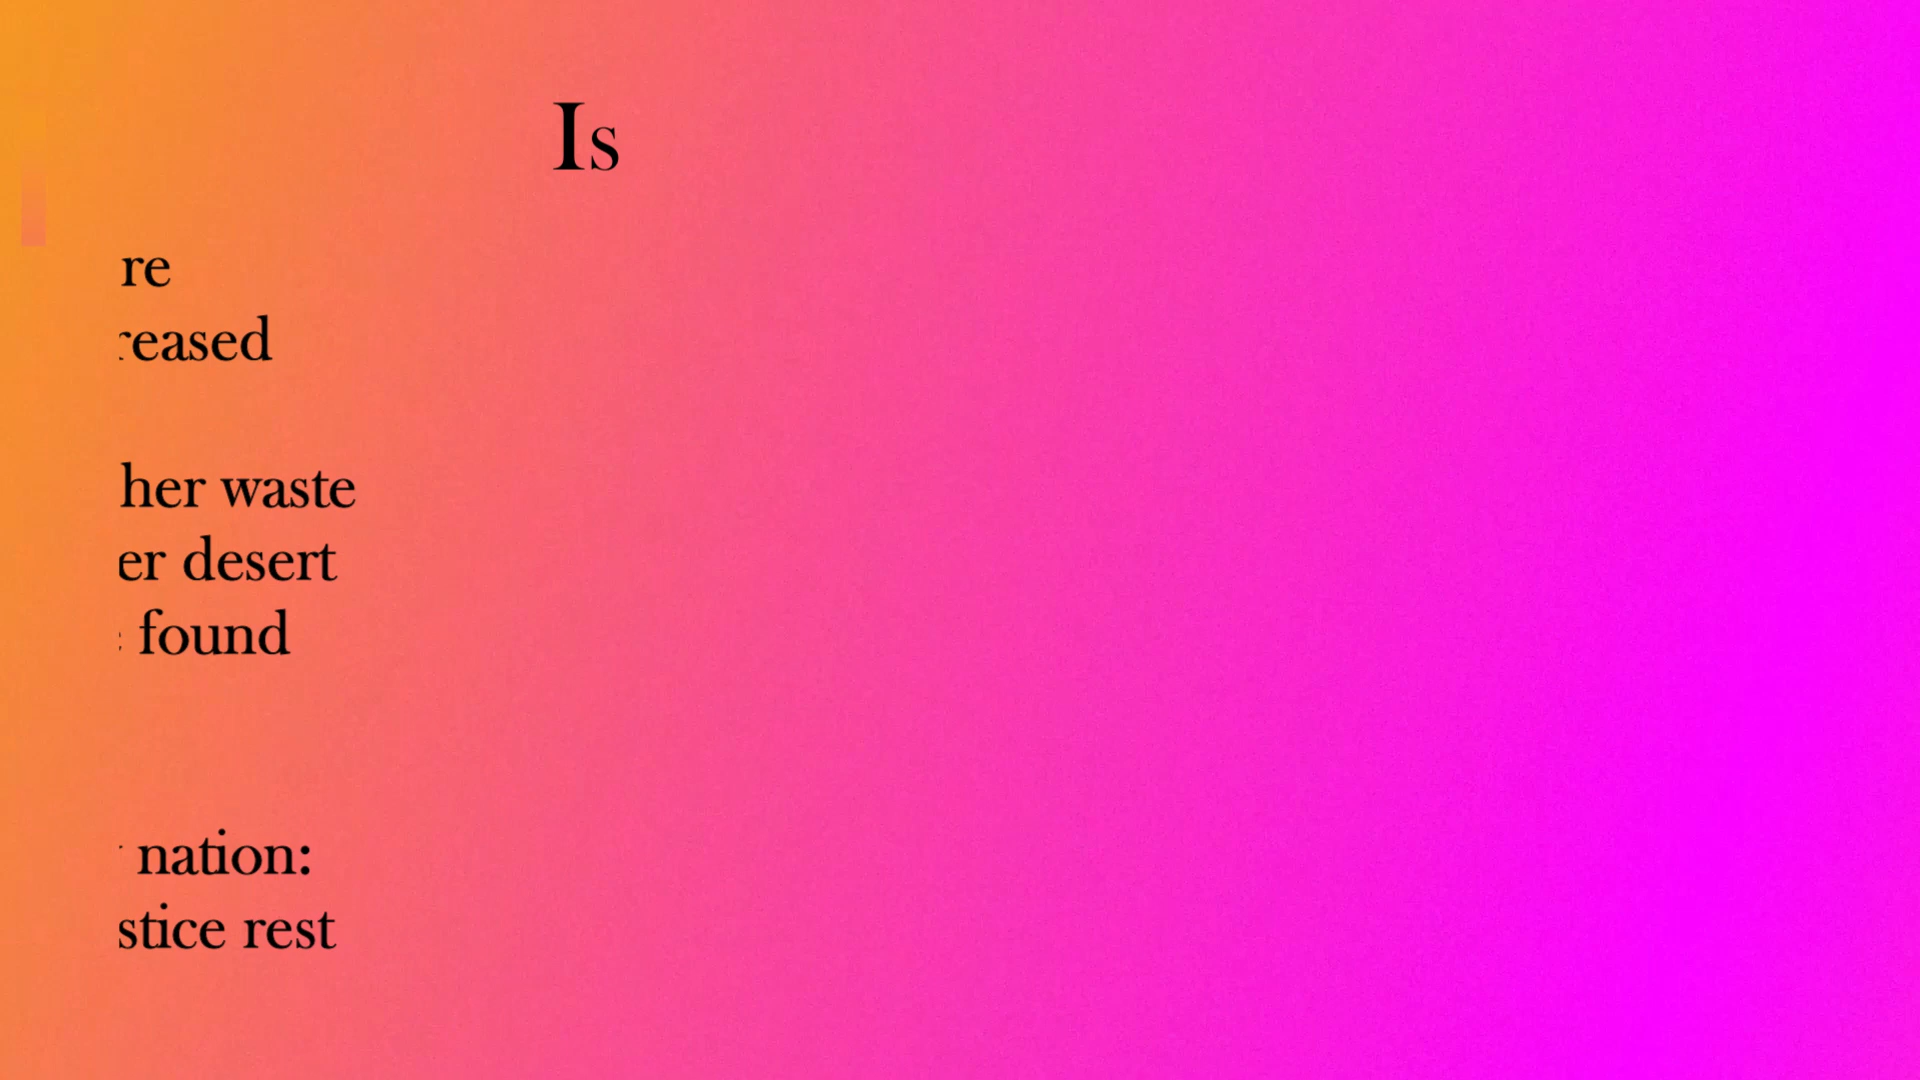 Is
re
reased
her waste
er desert
found
nation:
stice rest